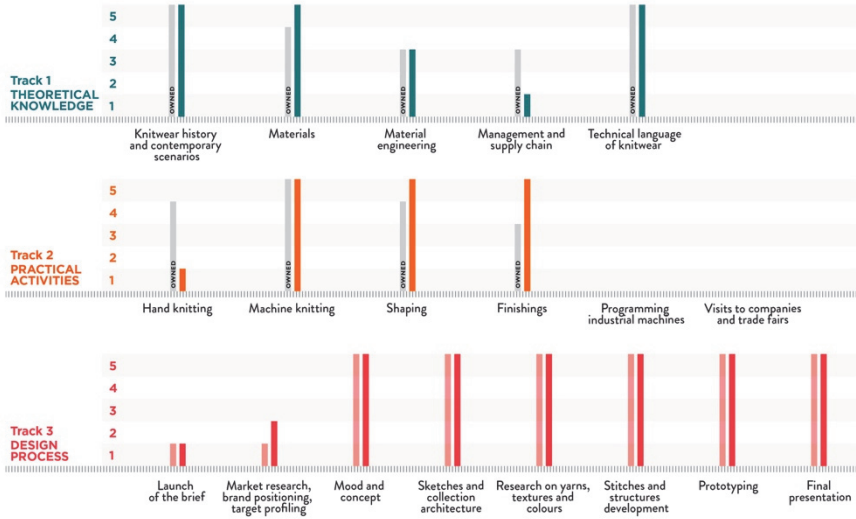 5
4
3
2
1
Track 1
THEORETICAL
KNOWLEDGE
OWNED
OWNED
OWNED
OWNED
OWNED
Knitwear history
and contemporary
scenarios
Materials
Material
engineering
Management and
supply chain
Technical language
of knitwear
5
4
3
2
1
Track 2
PRACTICAL
ACTIVITIES
OWNED
OWNED
OWNED
OWNED
Hand knitting
Machine knitting
Shaping
Finishings
Programming
industrial machines
Visits to companies
and trade fairs
5
4
3
2
1
Track 3
DESIGN
PROCESS
Launch
of the brief
Market research,
brand positioning,
target profiling
Mood and
concept
Sketches and
collection
architecture
Research on yarns,
textures and
colours
Stitches and
structures
development
Prototyping
Final
presentation